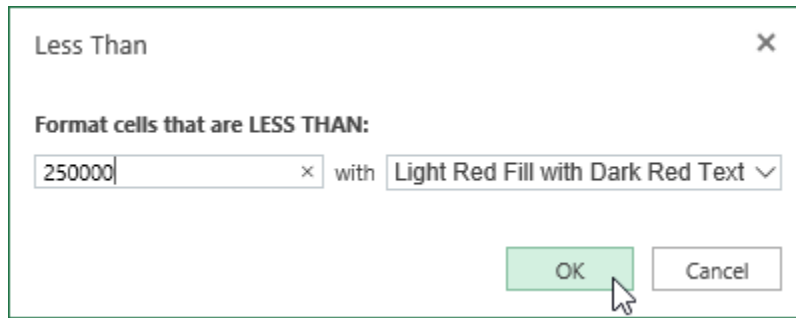 Less Than
Format cells that are LESS THAN:
250000 × with Light Red Fill with Dark Red Text
OK Cancel